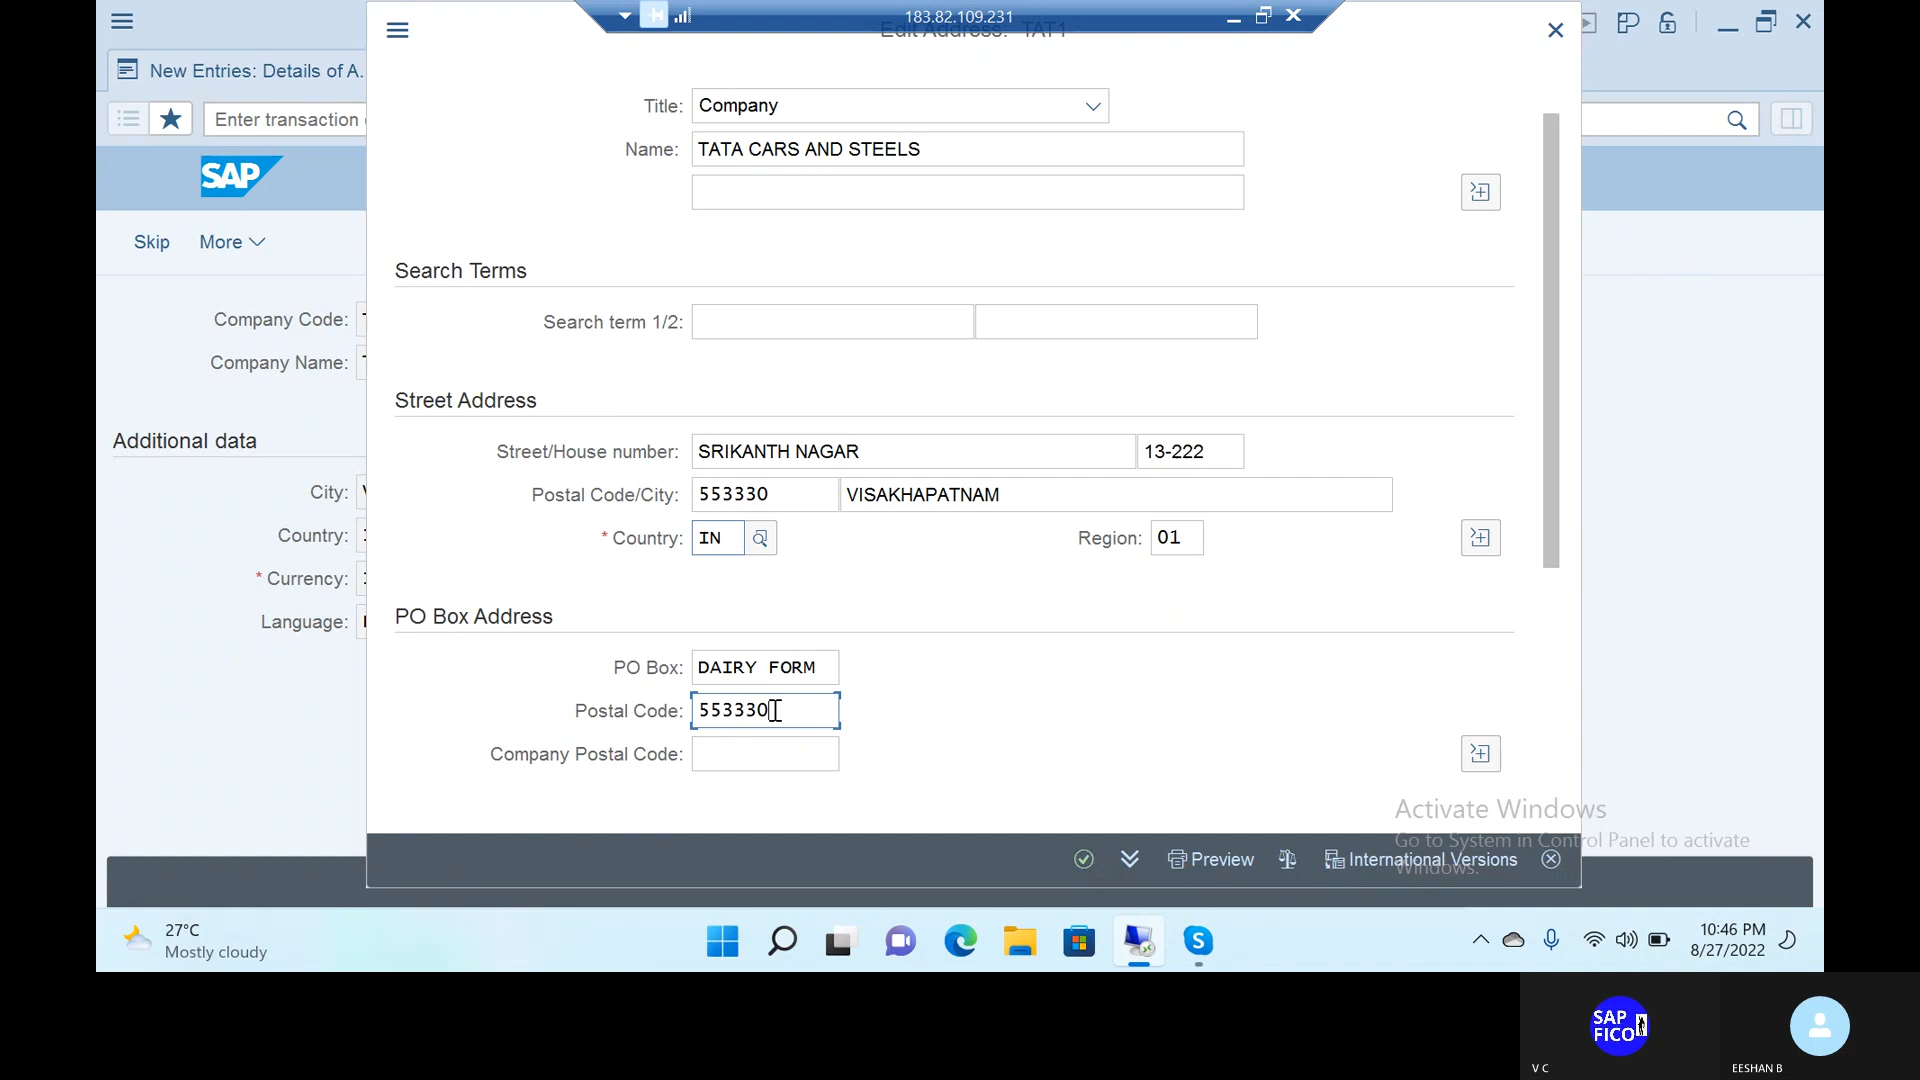 183.82.109.231
Edit Address: TAT1
New Entries: Details of A.
Title: Company
Enter transaction
Name: TATA CARS AND STEELS
SAP
Skip More
Search Terms
Company Code:
Search term 1/2:
Company Name:
Street Address
Additional data
Street/House number: SRIKANTH NAGAR 13-222
City:
Postal Code/City: 553330 VISAKHAPATNAM
Country:
* Country: IN Region: 01
* Currency:
Language:
PO Box Address
PO Box: DAIRY FORM
Postal Code: 553330
Company Postal Code:
Activate Windows
Go to System in Control Panel to activate
Windows.
Preview International Versions
27°C
Mostly cloudy
10:46 PM
8/27/2022
SAP
FICO
V C
EESHAN B